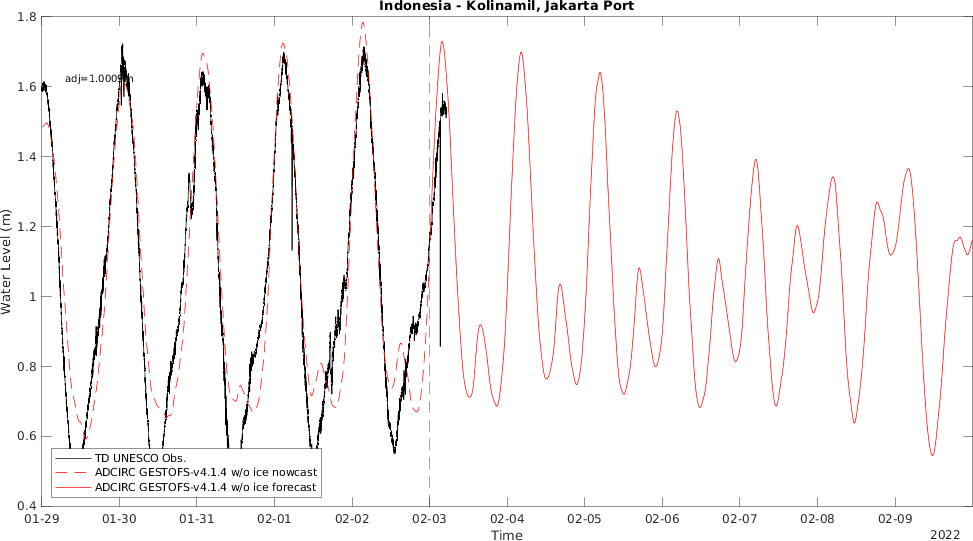 Indonesia - Kolinamil, Jakarta Port
1.8
1.6
1.4
1.2
1
0.8
0.6
0.4
Water Level (m)
adj=1.0009m
TD UNESCO Obs.
ADCIRC GESTOFS-v4.1.4 w/o ice nowcast
ADCIRC GESTOFS-v4.1.4 w/o ice forecast
01-29 01-30 01-31 02-01 02-02 02-03 02-04 02-05 02-06 02-07 02-08 02-09
Time
2022